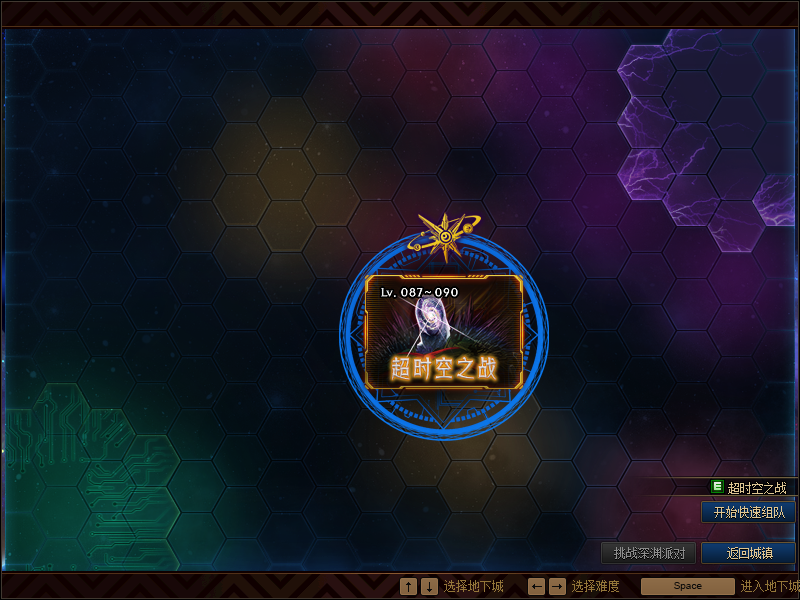 Lv. 087~090
超时空之战
E 超时空之战
开始快速组队
挑战深渊派对 返回城镇
↑ ↓ 选择地下城 ← → 选择难度 Space 进入地下城